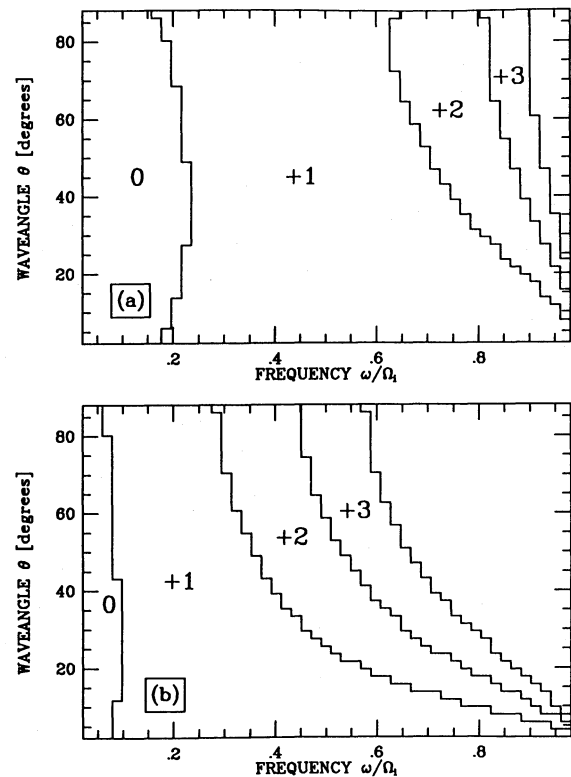 WAVEANGLE θ [degrees]
80
60
40
20
0
+1
+2
+3
(a)
.2 .4 .6 .8
FREQUENCY ω/Ωi
WAVEANGLE θ [degrees]
80
60
40
20
0
+1
+2
+3
(b)
.2 .4 .6 .8
FREQUENCY ω/Ωi